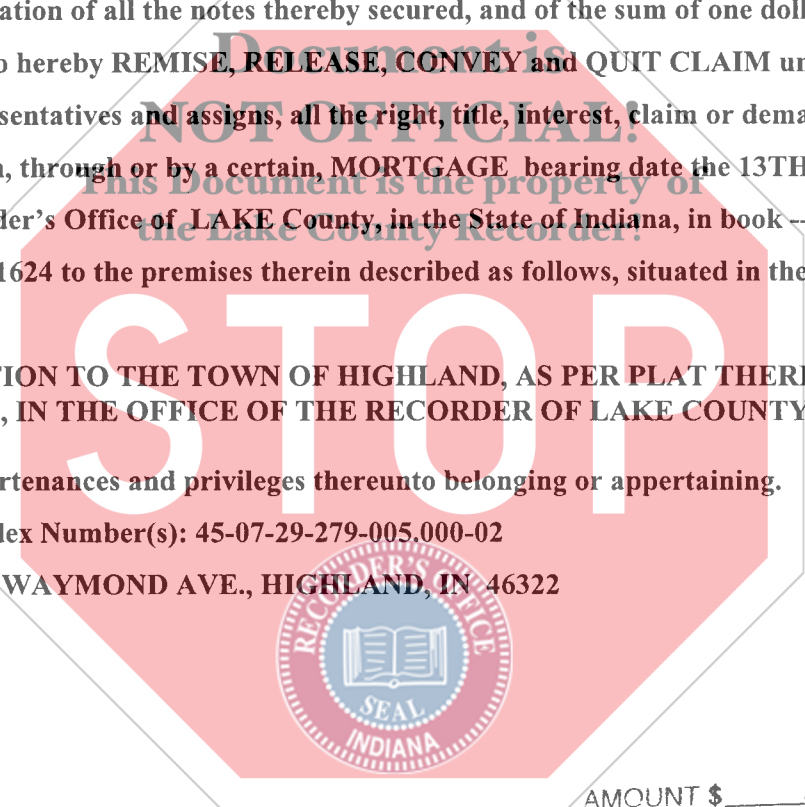 ation of all the notes thereby secured, and of the sum of one doll
Document is
o hereby REMISE, RELEASE, CONVEY and QUIT CLAIM un
NOT OFFICIAL!
sentatives and assigns, all the right, title, interest, claim or dema
, through or by a certain, MORTGAGE bearing date the 13TH
This Document is the property of
der's Office of LAKE County, in the State of Indiana, in book --
the Lake County Recorder!
1624 to the premises therein described as follows, situated in the
STOP
TION TO THE TOWN OF HIGHLAND, AS PER PLAT THERE
, IN THE OFFICE OF THE RECORDER OF LAKE COUNTY
rtenances and privileges thereunto belonging or appertaining.
dex Number(s): 45-07-29-279-005.000-02
WAYMOND AVE., HIGHLAND, IN 46322
RECORDER'S OFFICE
SEAL
INDIANA
AMOUNT $